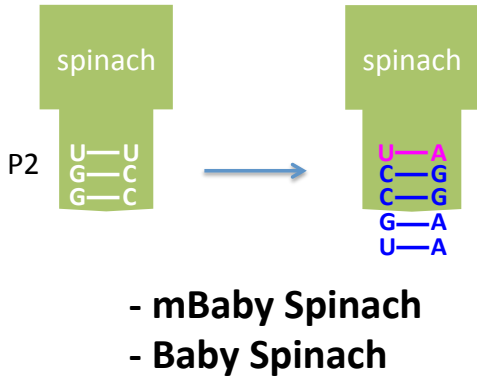 spinach spinach
P2 U—U U—A
G—C C—G
G—C C—G
G—A
U—A
- mBaby Spinach
- Baby Spinach